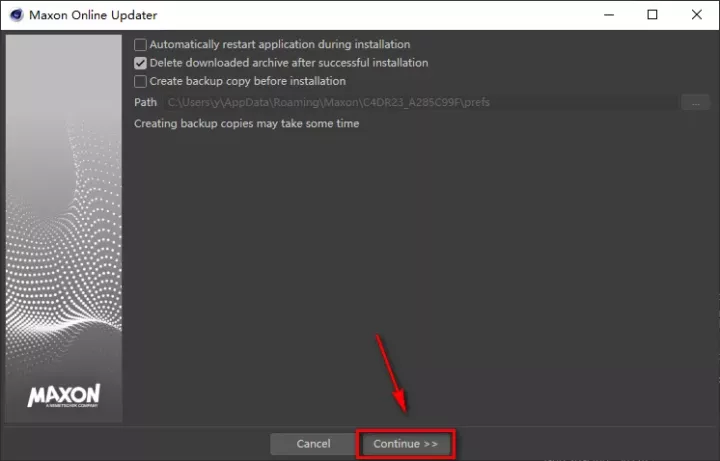 Maxon Online Updater
Automatically restart application during installation
Delete downloaded archive after successful installation
Create backup copy before installation
Path C:\Users\y\AppData\Roaming\Maxon\C4DR23_A285C99F\prefs ...
Creating backup copies may take some time
MAXON
A NEMETSCHEK COMPANY
Cancel Continue >>